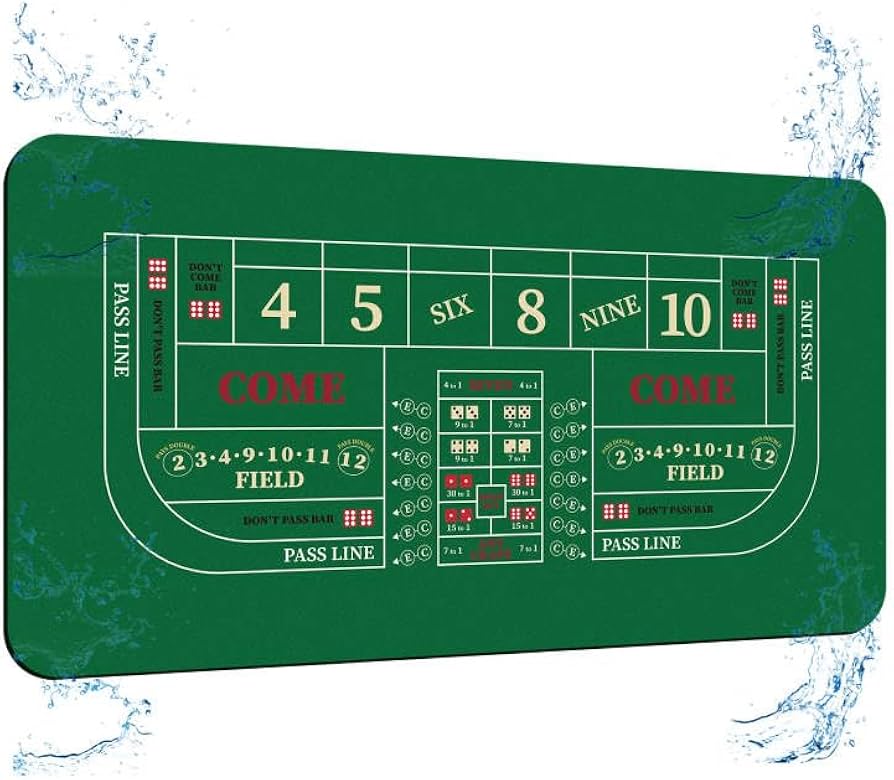 PASS LINE
DON'T PASS BAR
DON'T
COME
BAR
4
5
SIX
8
NINE
10
DON'T
COME
BAR
DON'T PASS BAR
PASS LINE
COME
COME
4 to 1
4 to 1
9 to 1
7 to 1
9 to 1
7 to 1
30 to 1
30 to 1
15 to 1
15 to 1
7 to 1
7 to 1
E C
E C
E C
E C
E C
E C
E C
C E
C E
C E
C E
C E
C E
C E
PAYS DOUBLE
2
3·4·9·10·11
PAYS DOUBLE
12
FIELD
PAYS DOUBLE
2
3·4·9·10·11
PAYS DOUBLE
12
FIELD
DON'T PASS BAR
DON'T PASS BAR
PASS LINE
PASS LINE